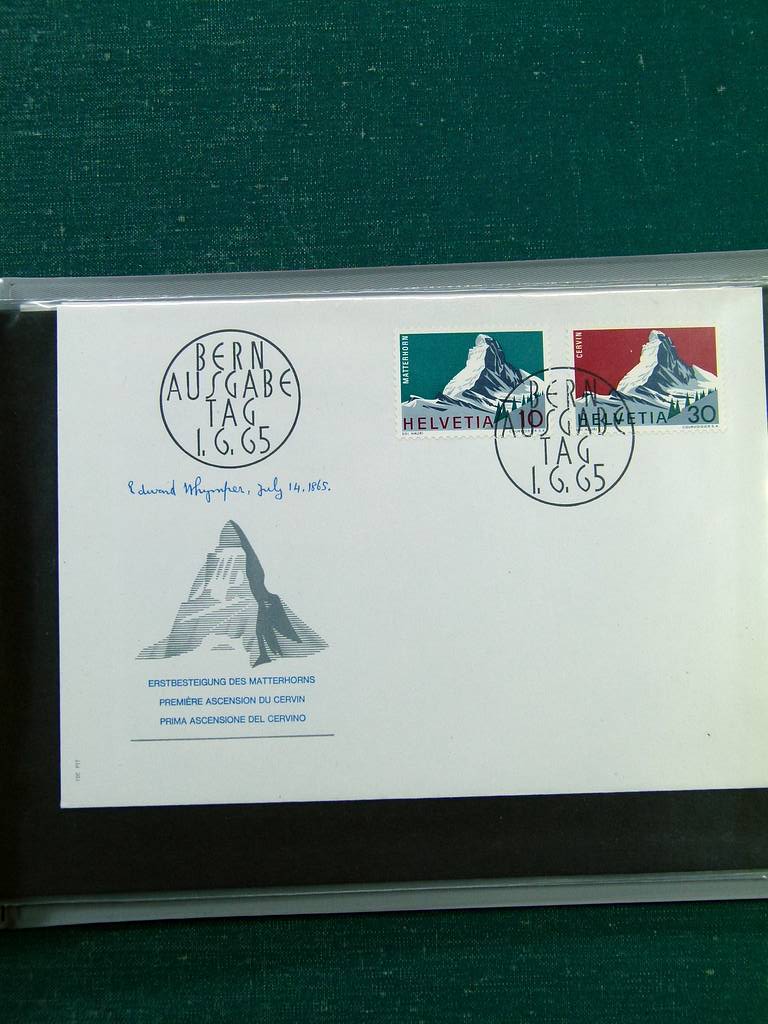 BERN
AUSGABE
TAG
1.6.65
Edward Whymper, July 14.1865.
ERSTBESTEIGUNG DES MATTERHORNS
PREMIÈRE ASCENSION DU CERVIN
PRIMA ASCENSIONE DEL CERVINO
MATTERHORN
HELVETIA 10
CERVIN
HELVETIA 30
COURVOISIER S.A.
BERN
AUSGABE
TAG
1.6.65